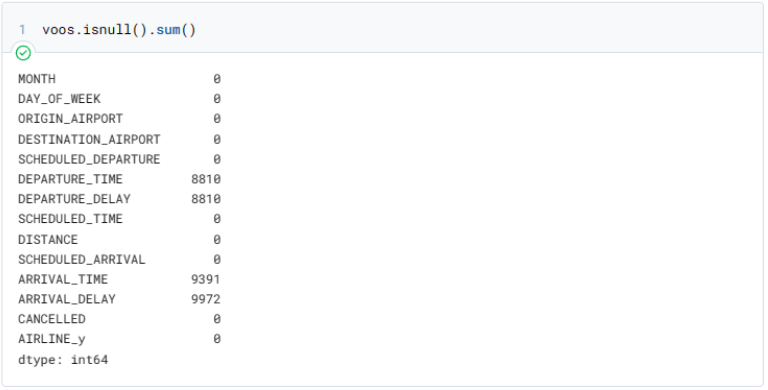 1 voos.isnull().sum()
MONTH 0
DAY_OF_WEEK 0
ORIGIN_AIRPORT 0
DESTINATION_AIRPORT 0
SCHEDULED_DEPARTURE 0
DEPARTURE_TIME 8810
DEPARTURE_DELAY 8810
SCHEDULED_TIME 0
DISTANCE 0
SCHEDULED_ARRIVAL 0
ARRIVAL_TIME 9391
ARRIVAL_DELAY 9972
CANCELLED 0
AIRLINE_y 0
dtype: int64